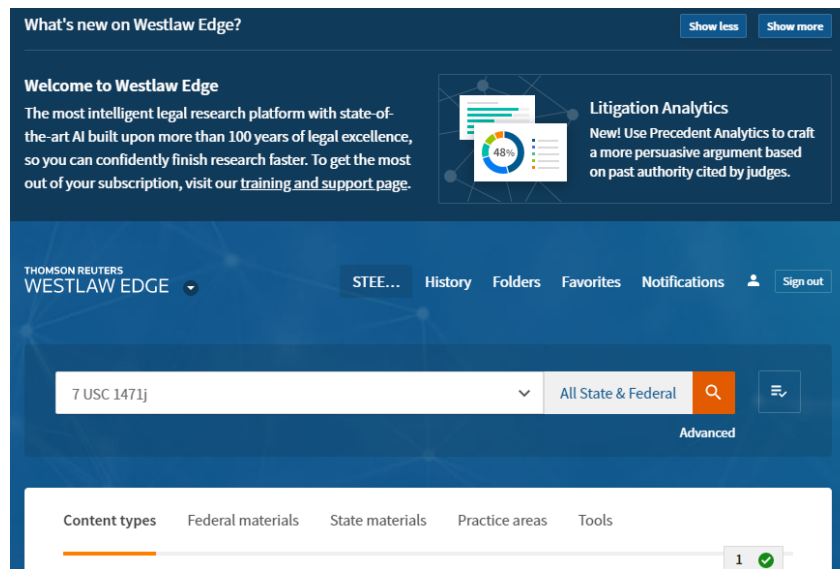 What's new on Westlaw Edge?
Show less
Show more
Welcome to Westlaw Edge
The most intelligent legal research platform with state-of-
the-art AI built upon more than 100 years of legal excellence,
so you can confidently finish research faster. To get the most
out of your subscription, visit our training and support page.
48%
Litigation Analytics
New! Use Precedent Analytics to craft
a more persuasive argument based
on past authority cited by judges.
THOMSON REUTERS
WESTLAW EDGE
STEE...
History
Folders
Favorites
Notifications
Sign out
7 USC 1471j
All State & Federal
Advanced
Content types
Federal materials
State materials
Practice areas
Tools
1